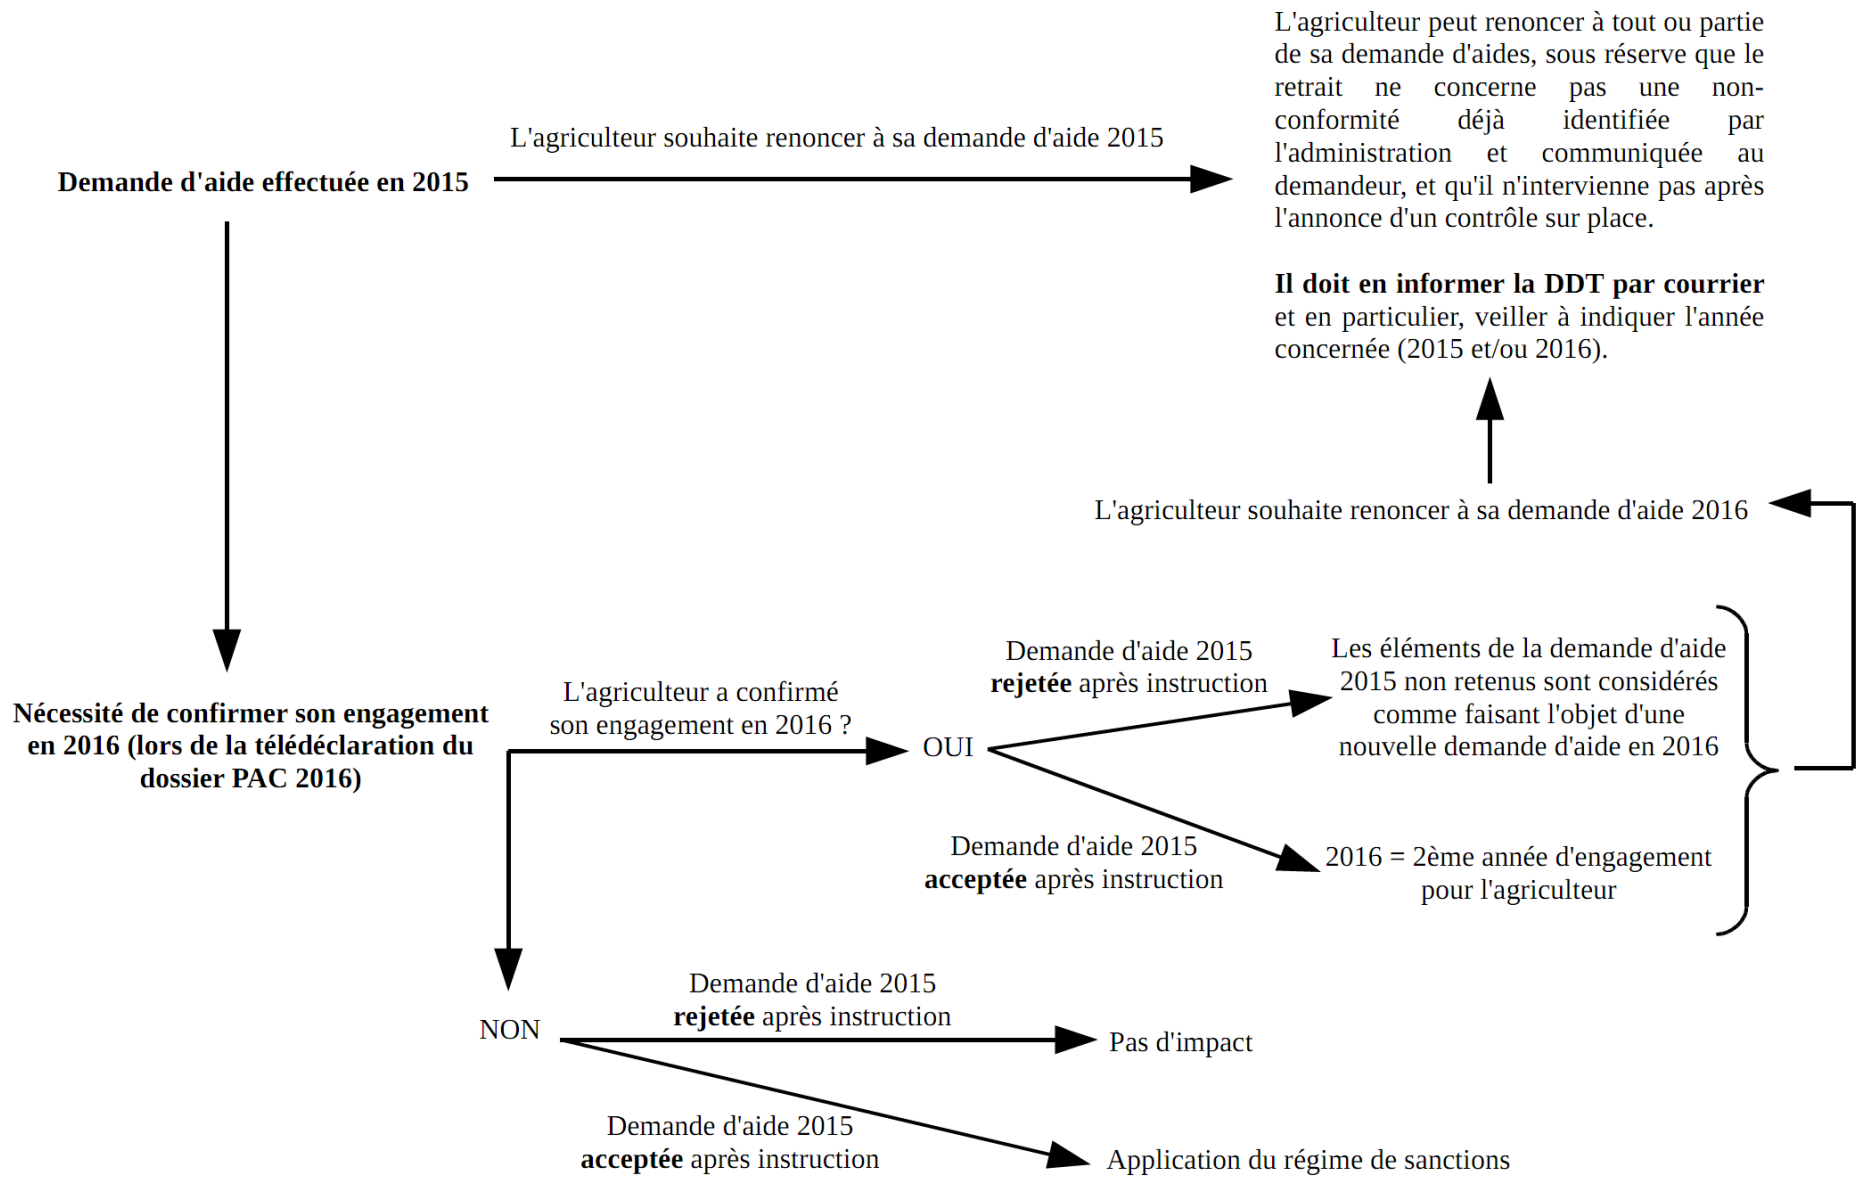 L'agriculteur peut renoncer à tout ou partie
de sa demande d'aides, sous réserve que le
retrait ne concerne pas une non-
conformité déjà identifiée par
l'administration et communiquée au
demandeur, et qu'il n'intervienne pas après
l'annonce d'un contrôle sur place.
Il doit en informer la DDT par courrier
et en particulier, veiller à indiquer l'année
concernée (2015 et/ou 2016).
L'agriculteur souhaite renoncer à sa demande d'aide 2015
Demande d'aide effectuée en 2015
L'agriculteur souhaite renoncer à sa demande d'aide 2016
Nécessité de confirmer son engagement
en 2016 (lors de la télédéclaration du
dossier PAC 2016)
L'agriculteur a confirmé
son engagement en 2016 ?
OUI
Demande d'aide 2015
rejetée après instruction
Les éléments de la demande d'aide
2015 non retenus sont considérés
comme faisant l'objet d'une
nouvelle demande d'aide en 2016
Demande d'aide 2015
acceptée après instruction
2016 = 2ème année d'engagement
pour l'agriculteur
NON
Demande d'aide 2015
rejetée après instruction
Pas d'impact
Demande d'aide 2015
acceptée après instruction
Application du régime de sanctions